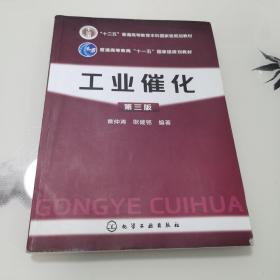 "十二五"普通高等教育本科国家级规划教材
普通高等教育"十一五"国家级规划教材
工业催化
第三版
黄仲涛 耿建铭 编著
GONGYE CUIHUA
化学工业出版社